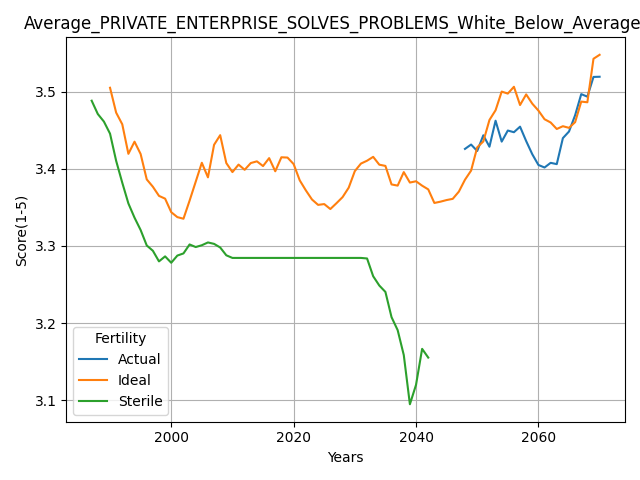 Average_PRIVATE_ENTERPRISE_SOLVES_PROBLEMS_White_Below_Average
Score(1-5)
3.5
3.4
3.3
3.2
3.1
Fertility
Actual
Ideal
Sterile
2000 2020 2040 2060
Years